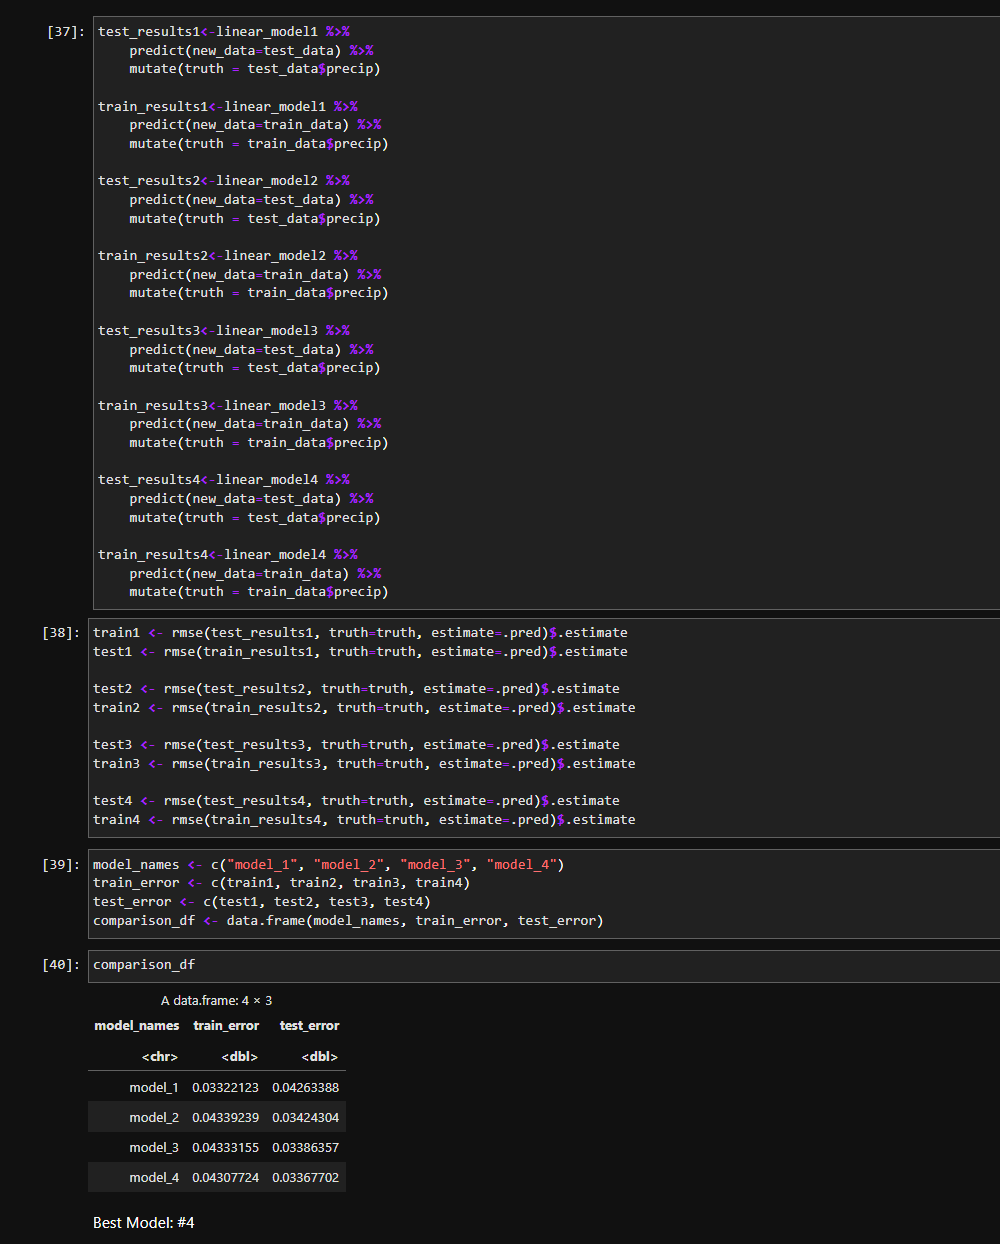 [37]: test_results1<-linear_model1 %>%
    predict(new_data=test_data) %>%
    mutate(truth = test_data$precip)

train_results1<-linear_model1 %>%
    predict(new_data=train_data) %>%
    mutate(truth = train_data$precip)

test_results2<-linear_model2 %>%
    predict(new_data=test_data) %>%
    mutate(truth = test_data$precip)

train_results2<-linear_model2 %>%
    predict(new_data=train_data) %>%
    mutate(truth = train_data$precip)

test_results3<-linear_model3 %>%
    predict(new_data=test_data) %>%
    mutate(truth = test_data$precip)

train_results3<-linear_model3 %>%
    predict(new_data=train_data) %>%
    mutate(truth = train_data$precip)

test_results4<-linear_model4 %>%
    predict(new_data=test_data) %>%
    mutate(truth = test_data$precip)

train_results4<-linear_model4 %>%
    predict(new_data=train_data) %>%
    mutate(truth = train_data$precip)
[38]: train1 <- rmse(test_results1, truth=truth, estimate=.pred)$.estimate
test1 <- rmse(train_results1, truth=truth, estimate=.pred)$.estimate

test2 <- rmse(test_results2, truth=truth, estimate=.pred)$.estimate
train2 <- rmse(train_results2, truth=truth, estimate=.pred)$.estimate

test3 <- rmse(test_results3, truth=truth, estimate=.pred)$.estimate
train3 <- rmse(train_results3, truth=truth, estimate=.pred)$.estimate

test4 <- rmse(test_results4, truth=truth, estimate=.pred)$.estimate
train4 <- rmse(train_results4, truth=truth, estimate=.pred)$.estimate
[39]: model_names <- c("model_1", "model_2", "model_3", "model_4")
train_error <- c(train1, train2, train3, train4)
test_error <- c(test1, test2, test3, test4)
comparison_df <- data.frame(model_names, train_error, test_error)
[40]: comparison_df
A data.frame: 4 × 3
model_names train_error test_error
<chr> <dbl> <dbl>
model_1 0.03322123 0.04263388
model_2 0.04339239 0.03424304
model_3 0.04333155 0.03386357
model_4 0.04307724 0.03367702
Best Model: #4